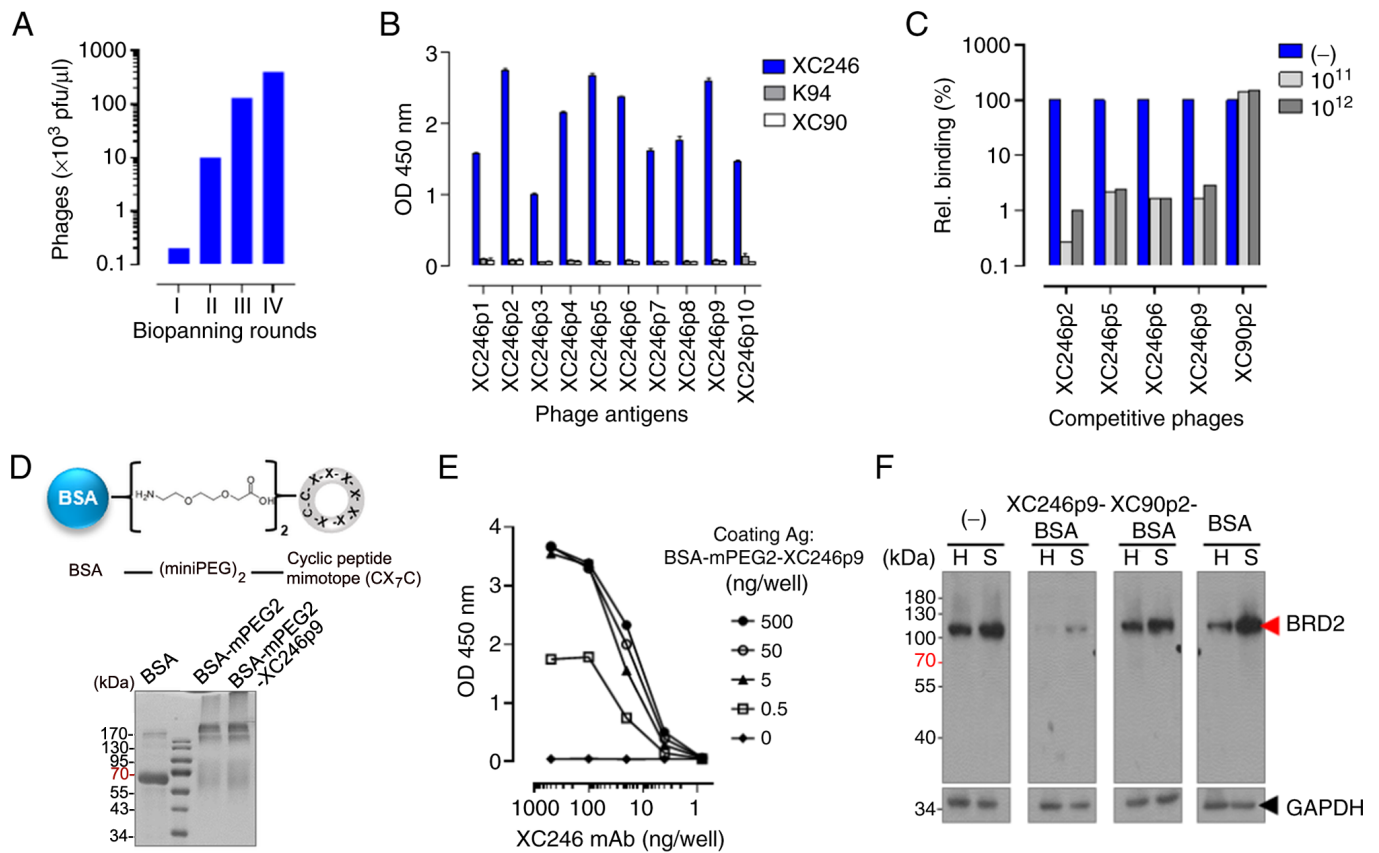 A
Phages (×10³ pfu/μl)
1000
100
10
1
0.1
I II III IV
Biopanning rounds
B
OD 450 nm
3
2
1
0
XC246
K94
XC90
XC246p1
XC246p2
XC246p3
XC246p4
XC246p5
XC246p6
XC246p7
XC246p8
XC246p9
XC246p10
Phage antigens
C
Rel. binding (%)
1000
100
10
1
0.1
(−)
10¹¹
10¹²
XC246p2
XC246p5
XC246p6
XC246p9
XC90p2
Competitive phages
D
BSA
H₂N O O O OH
2
C-C-X-X-X-X-X-X-X
BSA — (miniPEG)₂ — Cyclic peptide
mimotope (CX₇C)
BSA
BSA-mPEG2
BSA-mPEG2
-XC246p9
(kDa)
170-
130-
95-
70-
55-
43-
34-
E
OD 450 nm
4
3
2
1
0
1000 100 10 1
XC246 mAb (ng/well)
Coating Ag:
BSA-mPEG2-XC246p9
(ng/well)
500
50
5
0.5
0
F
(−)
XC246p9-
BSA
XC90p2-
BSA
BSA
(kDa) H S H S H S H S
180-
130-
100-
70-
55-
40-
34-
BRD2
GAPDH